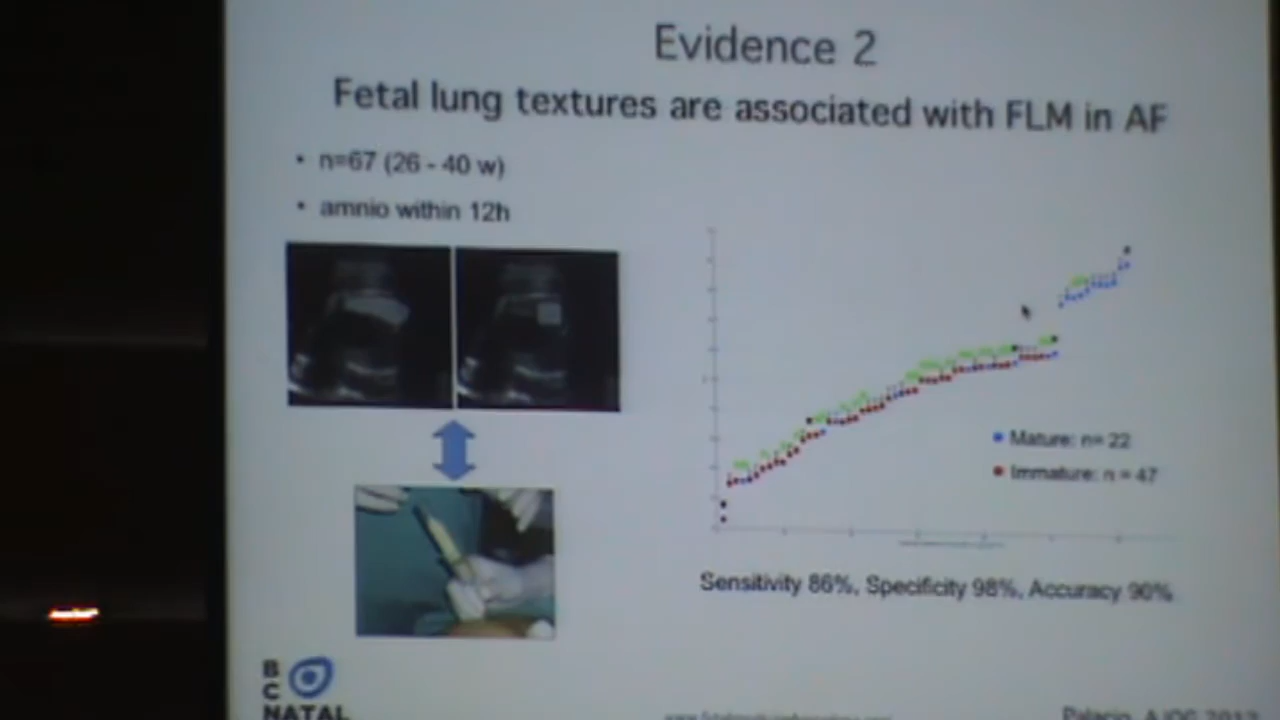 Evidence 2
Fetal lung textures are associated with FLM in AF
• n=67 (26 - 40 w)
• amnio within 12h
Mature: n= 22
Immature: n = 47
Sensitivity 86%, Specificity 98%, Accuracy 90%
B
C
NATAL